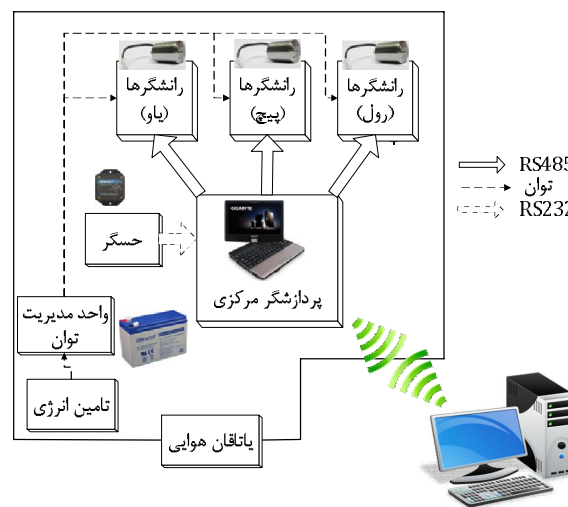 رانشگرها
(یاو)
رانشگرها
(پیچ)
رانشگرها
(رول)
RS485
توان
RS232
حسگر
GIGABYTE
پردازشگر مرکزی
واحد مدیریت
توان
تامین انرژی
یاتاقان هوایی